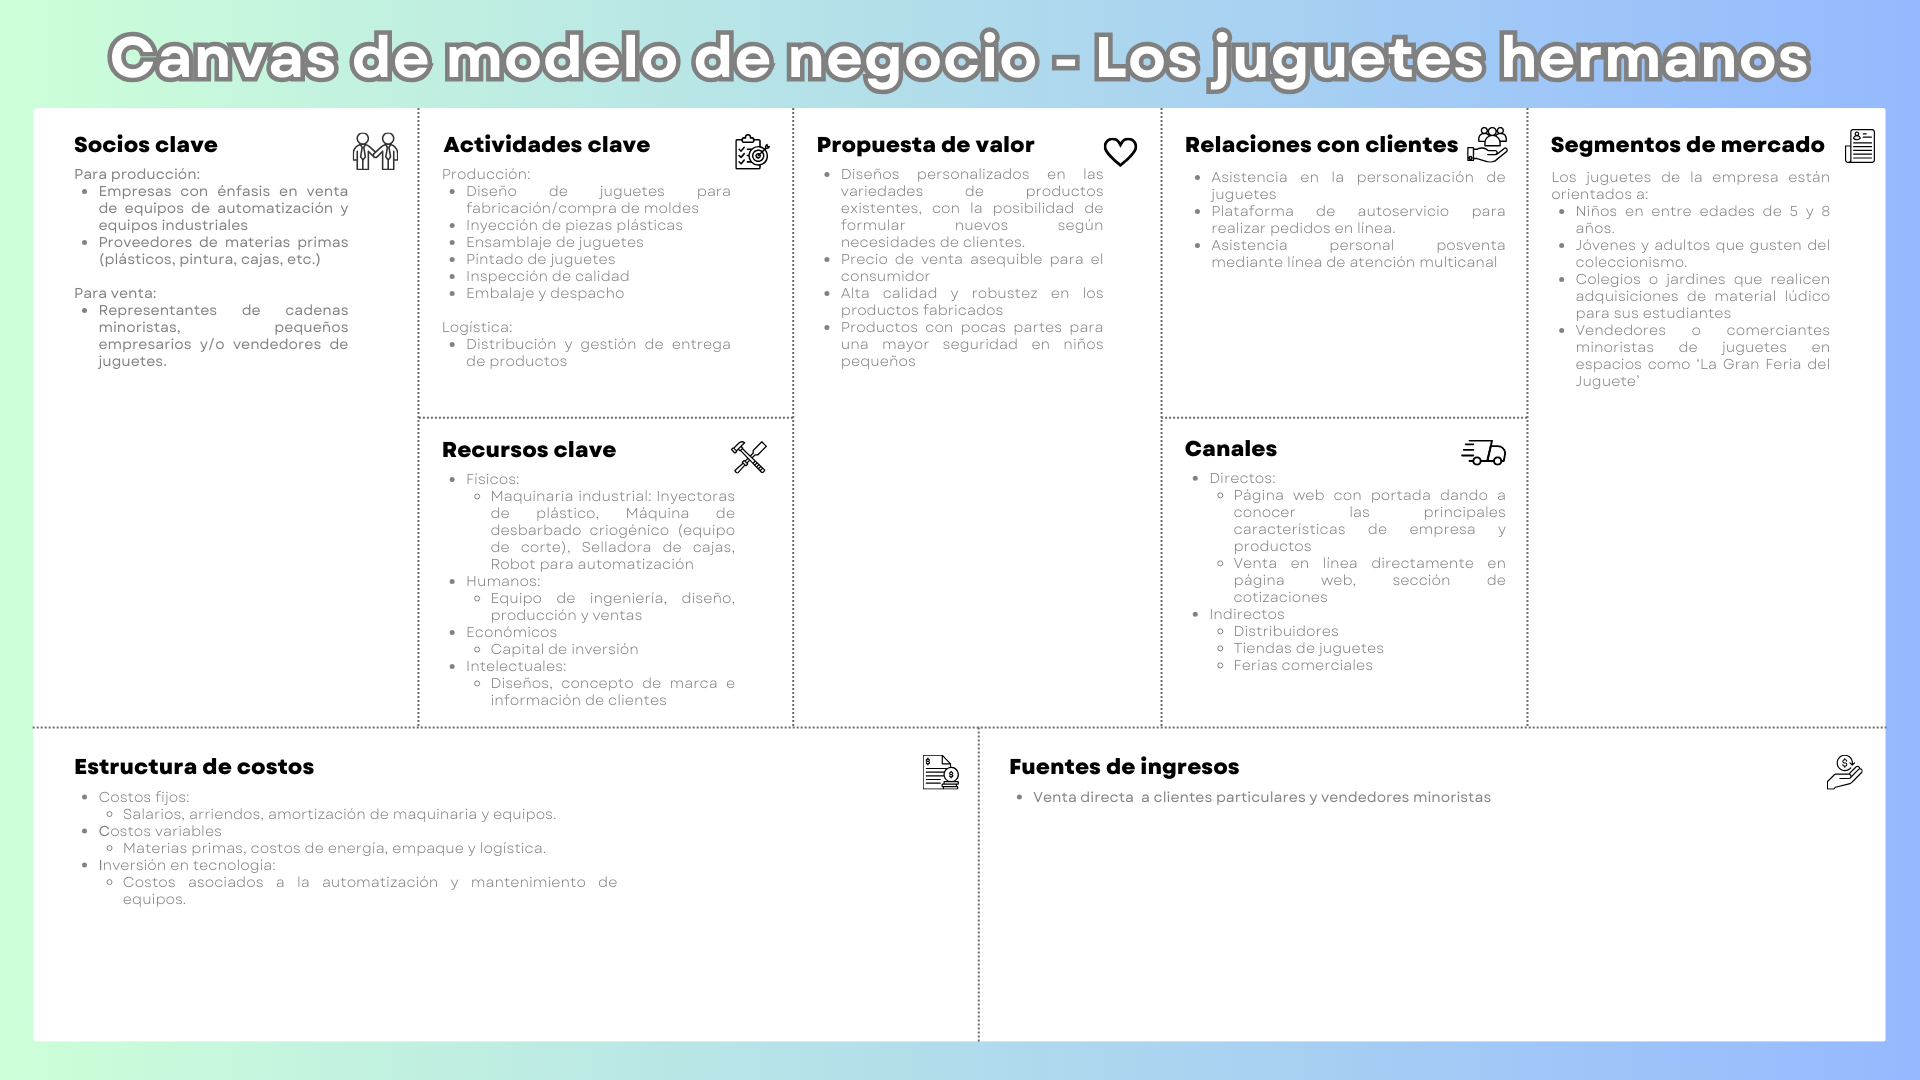 Canvas de modelo de negocio - Los juguetes hermanos
Socios clave
Para producción:
Empresas con énfasis en venta
de equipos de automatización y
equipos industriales
Proveedores de materias primas
(plásticos, pintura, cajas, etc.)
Para venta:
Representantes de cadenas
minoristas, pequeños
empresarios y/o vendedores de
juguetes.
Actividades clave
Producción:
Diseño de juguetes para
fabricación/compra de moldes
Inyección de piezas plásticas
Ensamblaje de juguetes
Pintado de juguetes
Inspección de calidad
Embalaje y despacho
Logística:
Distribución y gestión de entrega
de productos
Recursos clave
Físicos:
Maquinaria industrial: Inyectoras
de plástico, Máquina de
desbarbado criogénico (equipo
de corte), Selladora de cajas,
Robot para automatización
Humanos:
Equipo de ingeniería, diseño,
producción y ventas
Económicos
Capital de inversión
Intelectuales:
Diseños, concepto de marca e
información de clientes
Propuesta de valor
Diseños personalizados en las
variedades de productos
existentes, con la posibilidad de
formular nuevos según
necesidades de clientes.
Precio de venta asequible para el
consumidor
Alta calidad y robustez en los
productos fabricados
Productos con pocas partes para
una mayor seguridad en niños
pequeños
Relaciones con clientes
Asistencia en la personalización de
juguetes
Plataforma de autoservicio para
realizar pedidos en línea.
Asistencia personal posventa
mediante línea de atención multicanal
Canales
Directos:
Página web con portada dando a
conocer las principales
características de empresa y
productos
Venta en línea directamente en
página web, sección de
cotizaciones
Indirectos
Distribuidores
Tiendas de juguetes
Ferias comerciales
Segmentos de mercado
Los juguetes de la empresa están
orientados a:
Niños en entre edades de 5 y 8
años.
Jóvenes y adultos que gusten del
coleccionismo.
Colegios o jardines que realicen
adquisiciones de material lúdico
para sus estudiantes
Vendedores o comerciantes
minoristas de juguetes en
espacios como 'La Gran Feria del
Juguete'
Estructura de costos
Costos fijos:
Salarios, arriendos, amortización de maquinaria y equipos.
Costos variables
Materias primas, costos de energía, empaque y logística.
Inversión en tecnología:
Costos asociados a la automatización y mantenimiento de
equipos.
Fuentes de ingresos
Venta directa a clientes particulares y vendedores minoristas